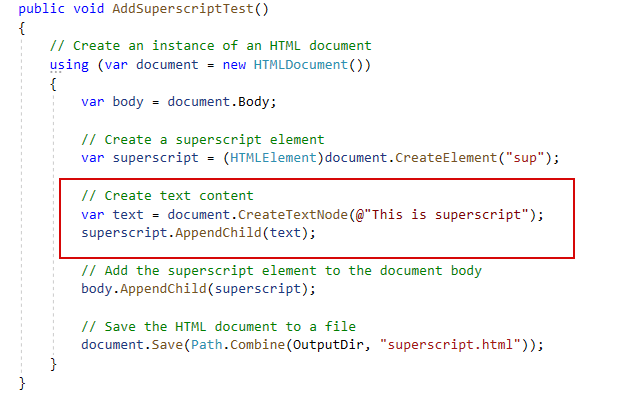 public void AddSuperscriptTest()
{
// Create an instance of an HTML document
using (var document = new HTMLDocument())
{
var body = document.Body;
// Create a superscript element
var superscript = (HTMLElement)document.CreateElement("sup");
// Create text content
var text = document.CreateTextNode(@"This is superscript");
superscript.AppendChild(text);
// Add the superscript element to the document body
body.AppendChild(superscript);
// Save the HTML document to a file
document.Save(Path.Combine(OutputDir, "superscript.html"));
}
}